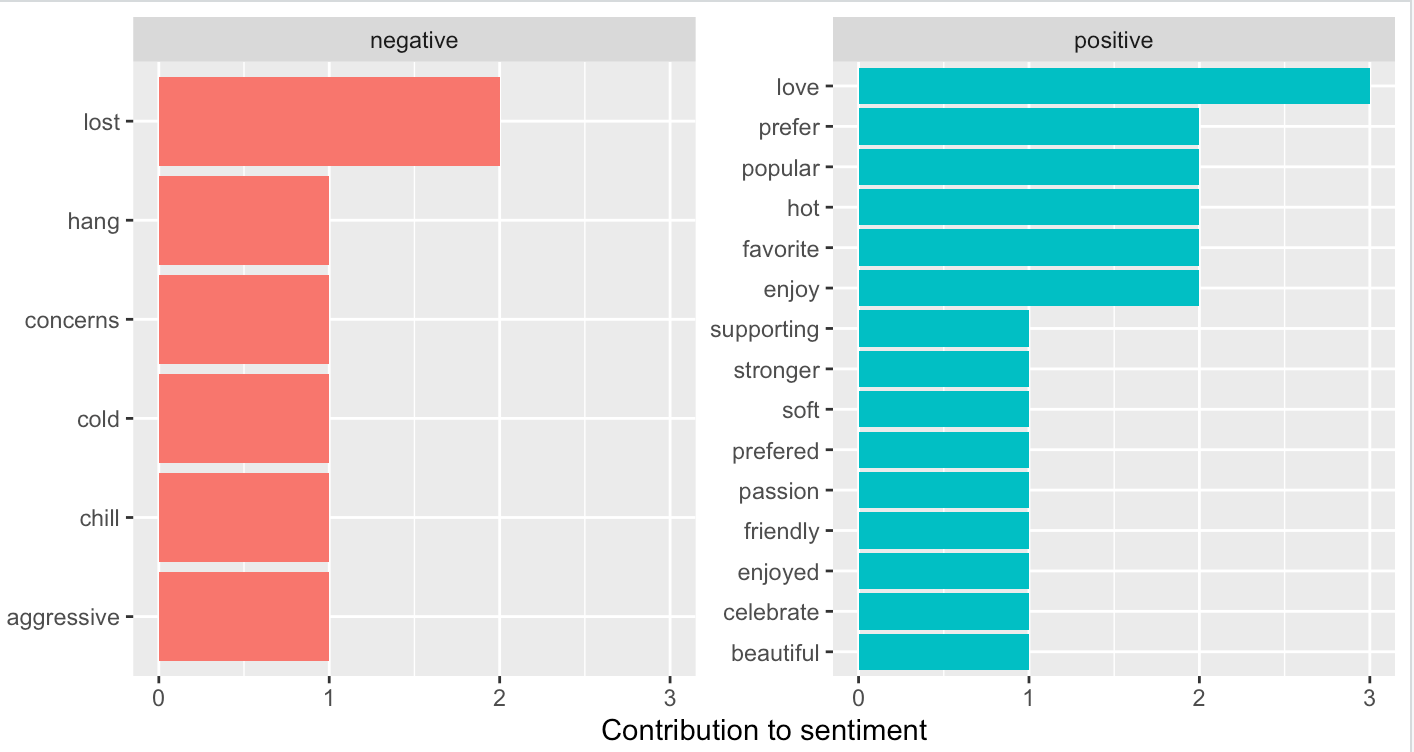 negative
lost
hang
concerns
cold
chill
aggressive
0 1 2 3
positive
love
prefer
popular
hot
favorite
enjoy
supporting
stronger
soft
prefered
passion
friendly
enjoyed
celebrate
beautiful
0 1 2 3
Contribution to sentiment